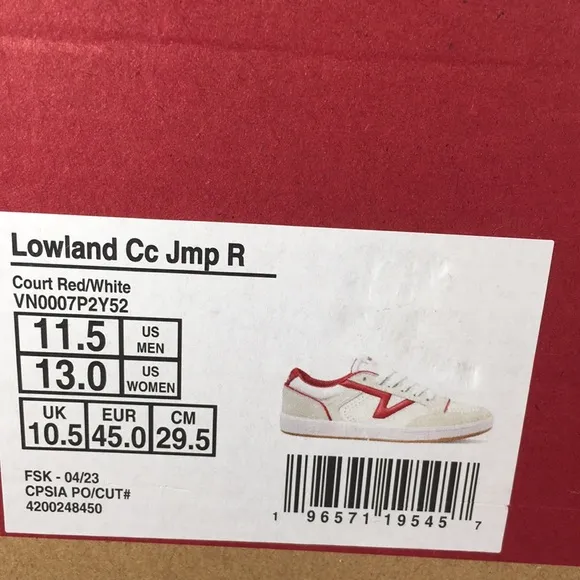 Lowland Cc Jmp R
Court Red/White
VN0007P2Y52
11.5 US MEN
13.0 US WOMEN
UK EUR CM
10.5 45.0 29.5
FSK - 04/23
CPSIA PO/CUT#
4200248450
1 96571 19545 7